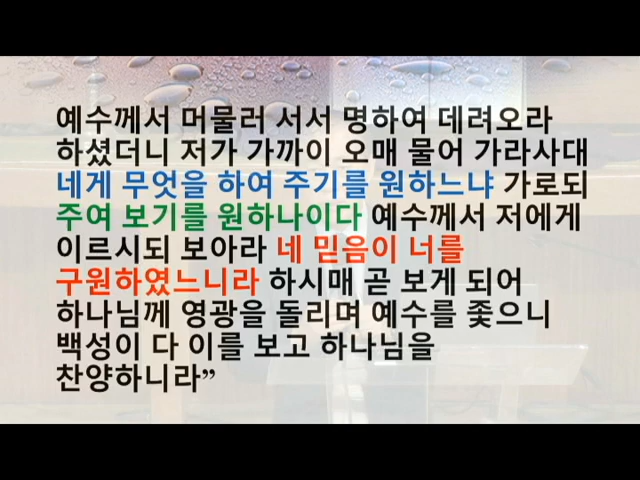 예수께서 머물러 서서 명하여 데려오라
하셨더니 저가 가까이 오매 물어 가라사대
네게 무엇을 하여 주기를 원하느냐 가로되
주여 보기를 원하나이다 예수께서 저에게
이르시되 보아라 네 믿음이 너를
구원하였느니라 하시매 곧 보게 되어
하나님께 영광을 돌리며 예수를 좇으니
백성이 다 이를 보고 하나님을
찬양하니라”